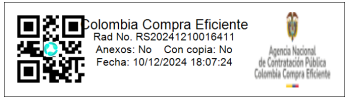 Colombia Compra Eficiente
Rad No. RS20241210016411
Anexos: No Con copia: No
Fecha: 10/12/2024 18:07:24
Agencia Nacional
de Contratación Pública
Colombia Compra Eficiente